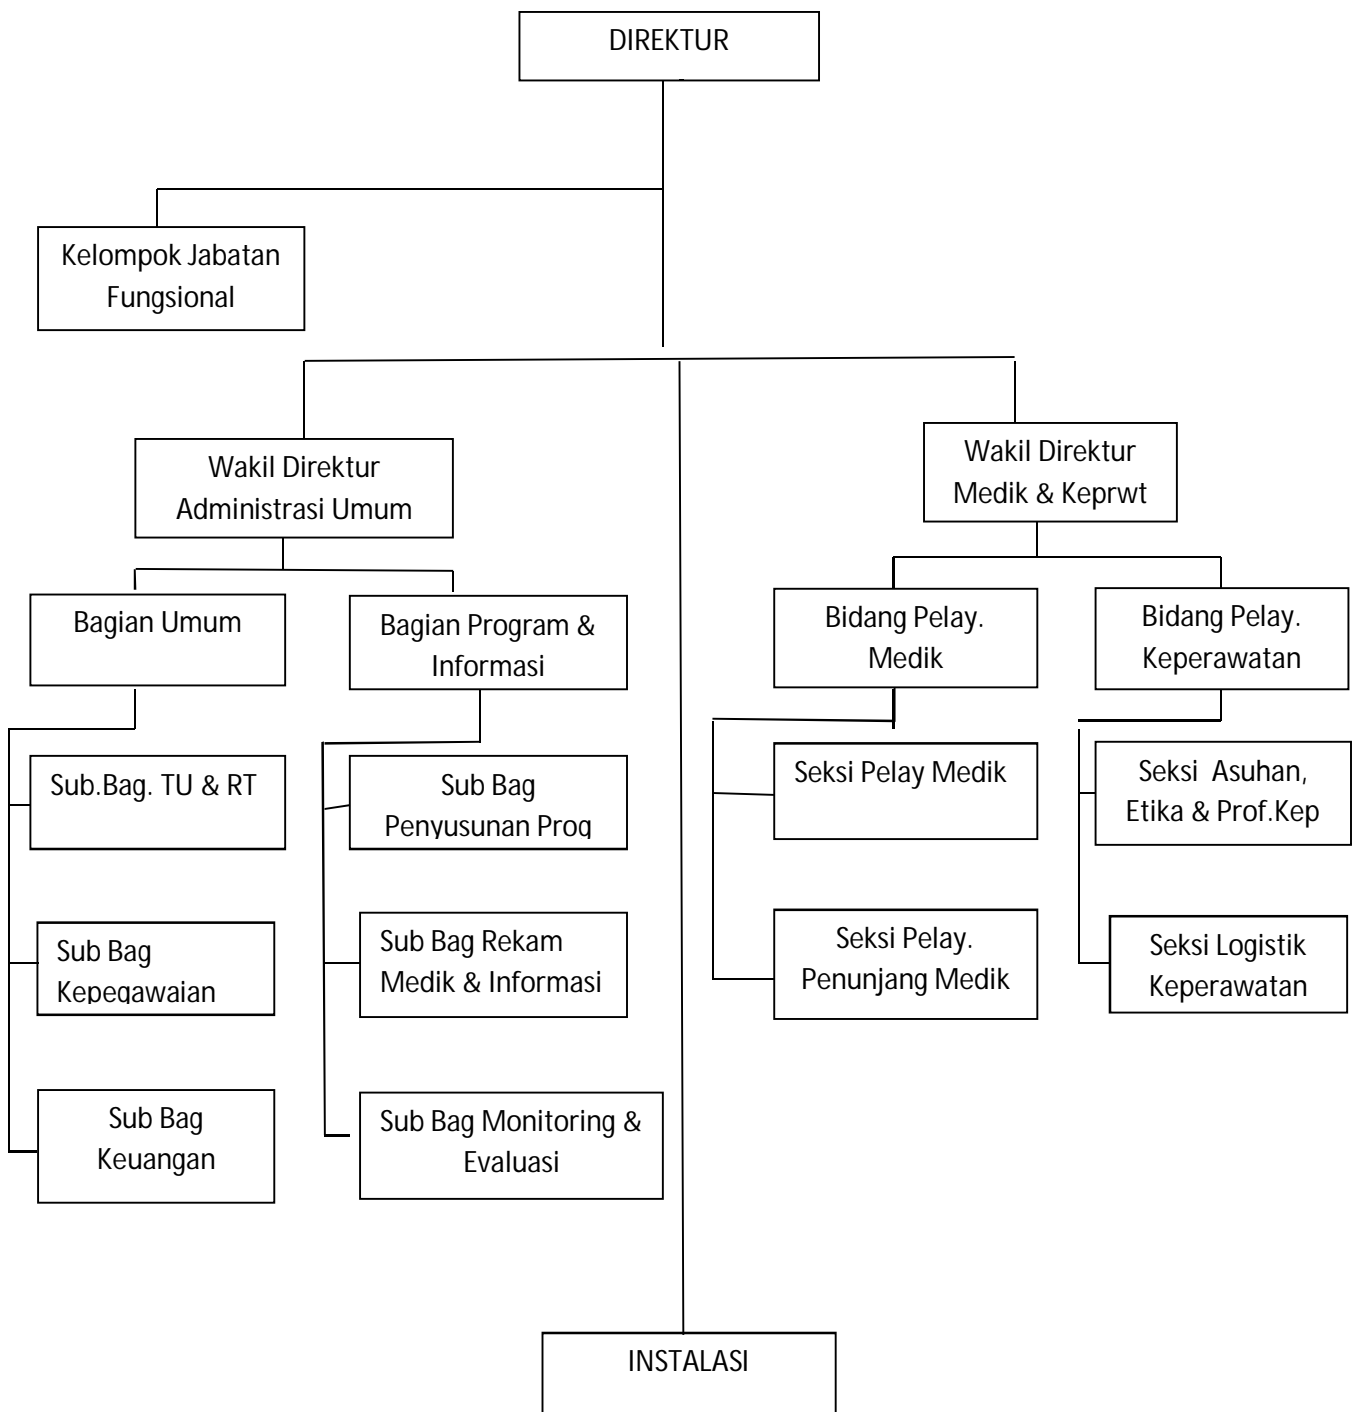 DIREKTUR
Kelompok Jabatan
Fungsional
Wakil Direktur
Administrasi Umum
Wakil Direktur
Medik & Keprwt
Bagian Umum
Bagian Program &
Informasi
Bidang Pelay.
Medik
Bidang Pelay.
Keperawatan
Sub.Bag. TU & RT
Sub Bag
Penyusunan Prog
Seksi Pelay Medik
Seksi  Asuhan,
Etika & Prof.Kep
Sub Bag
Kepegawaian
Sub Bag Rekam
Medik & Informasi
Seksi Pelay.
Penunjang Medik
Seksi Logistik
Keperawatan
Sub Bag
Keuangan
Sub Bag Monitoring &
Evaluasi
INSTALASI